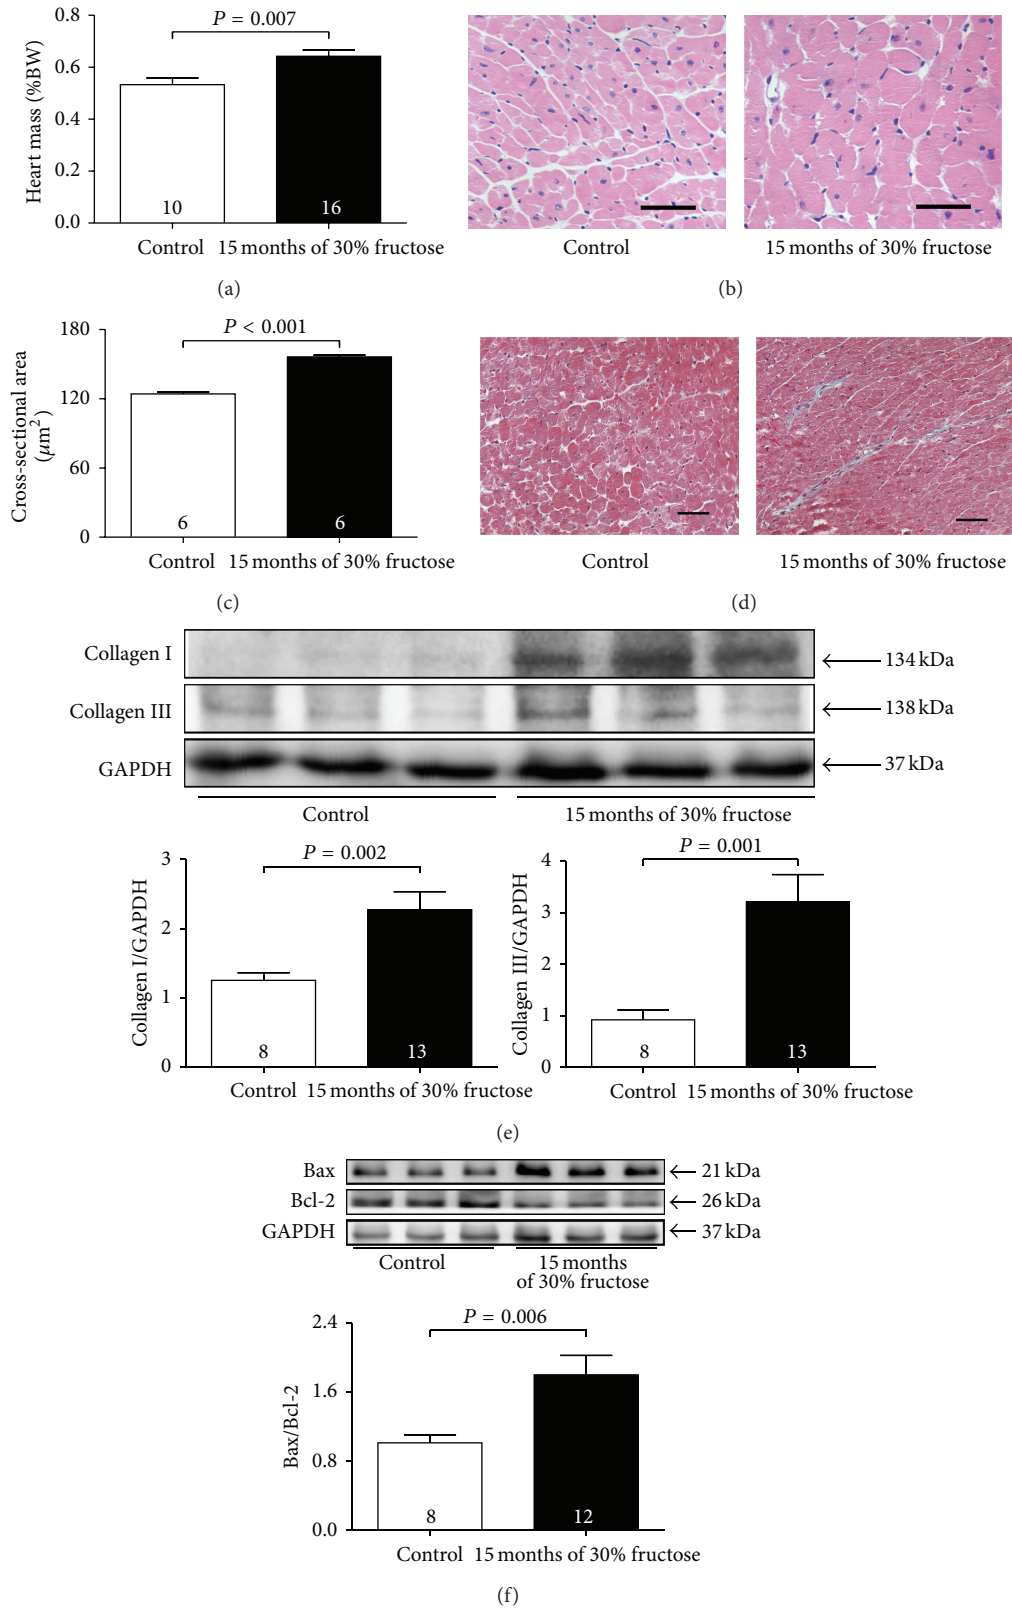 P = 0.007
Heart mass (%BW)
0.8
0.6
0.4
0.2
0.0
10
16
Control
15 months of 30% fructose
(a)
Control
15 months of 30% fructose
(b)
P < 0.001
Cross-sectional area
(μm²)
180
120
60
0
6
6
Control
15 months of 30% fructose
(c)
Control
15 months of 30% fructose
(d)
Collagen I
134 kDa
Collagen III
138 kDa
GAPDH
37 kDa
Control
15 months of 30% fructose
P = 0.002
Collagen I/GAPDH
3
2
1
0
8
13
Control
15 months of 30% fructose
P = 0.001
Collagen III/GAPDH
4
3
2
1
0
8
13
Control
15 months of 30% fructose
(e)
Bax
21 kDa
Bcl-2
26 kDa
GAPDH
37 kDa
Control
15 months
of 30% fructose
P = 0.006
Bax/Bcl-2
2.4
1.6
0.8
0.0
8
12
Control
15 months of 30% fructose
(f)